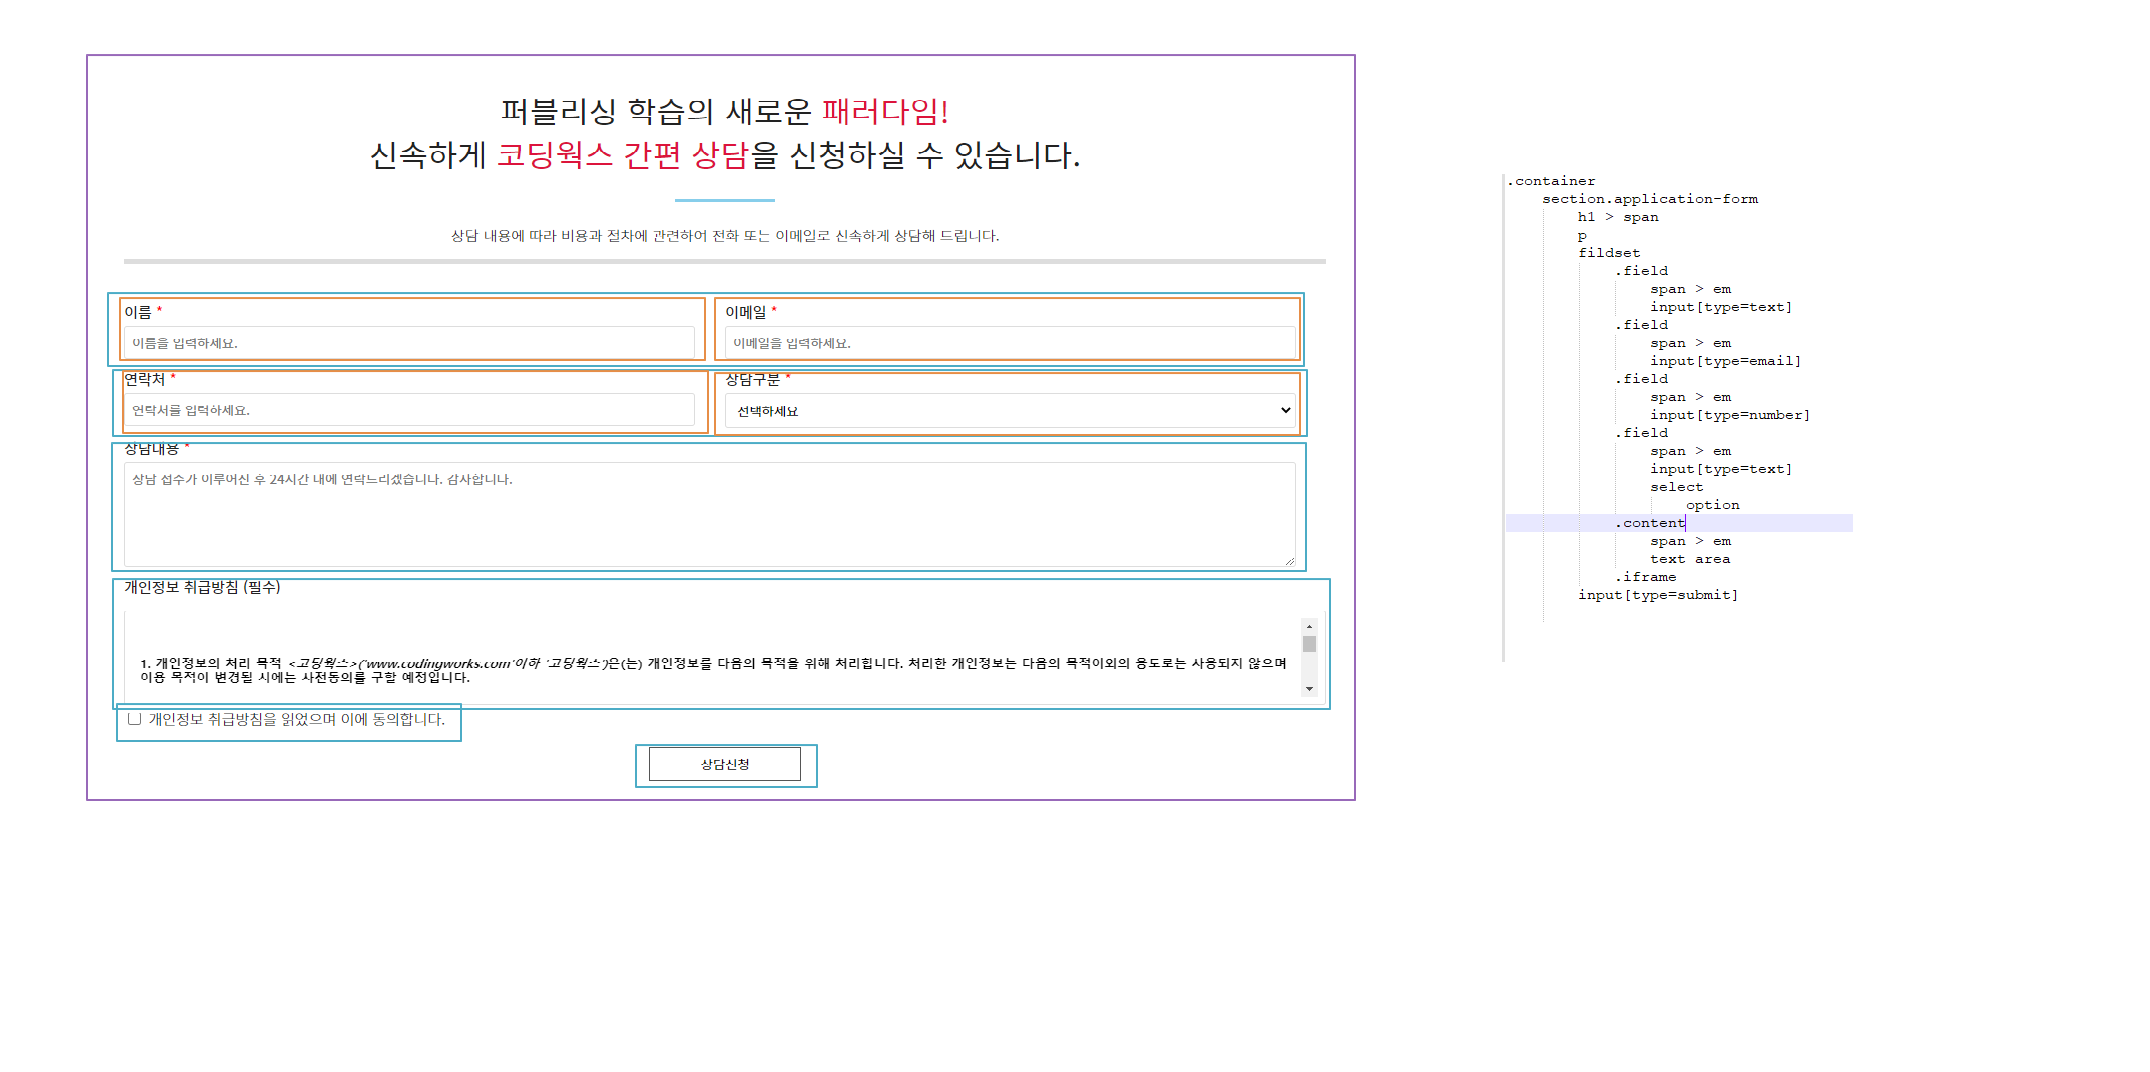 퍼블리싱 학습의 새로운 패러다임!
신속하게 코딩웍스 간편 상담을 신청하실 수 있습니다.
상담 내용에 따라 비용과 절차에 관련하여 전화 또는 이메일로 신속하게 상담해 드립니다.
이름 *
이름을 입력하세요.
이메일 *
이메일을 입력하세요.
연락처 *
연락처를 입력하세요.
상담구분 *
선택하세요
상담내용 *
상담 접수가 이루어진 후 24시간 내에 연락드리겠습니다. 감사합니다.
개인정보 취급방침 (필수)
1. 개인정보의 처리 목적 <코딩웍스>('www.codingworks.com'이하 '코딩웍스')은(는) 개인정보를 다음의 목적을 위해 처리합니다. 처리한 개인정보는 다음의 목적이외의 용도로는 사용되지 않으며
이용 목적이 변경될 시에는 사전동의를 구할 예정입니다.
개인정보 취급방침을 읽었으며 이에 동의합니다.
상담신청
.container
section.application-form
h1 > span
p
fildset
.field
span > em
input[type=text]
.field
span > em
input[type=email]
.field
span > em
input[type=number]
.field
span > em
input[type=text]
select
option
.content
span > em
text area
.iframe
input[type=submit]